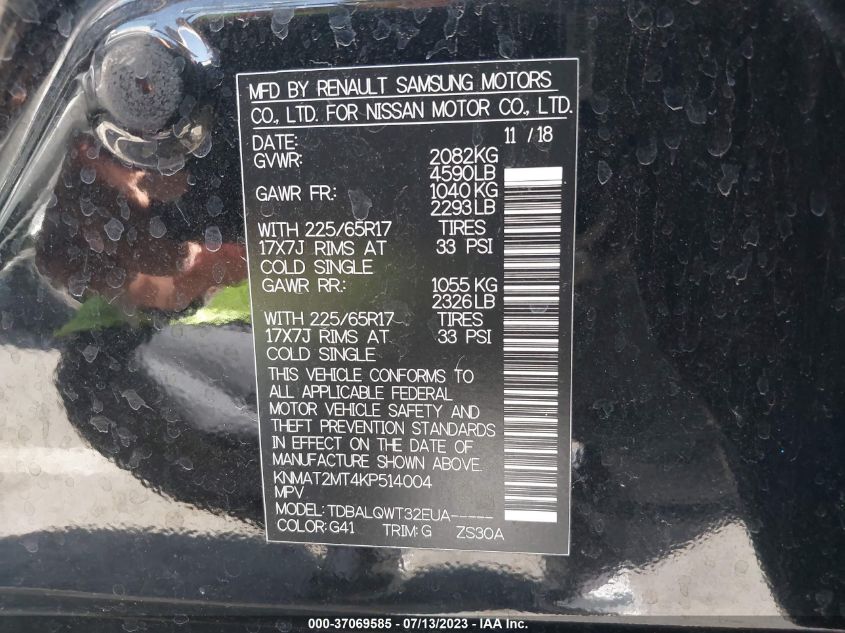 MFD BY RENAULT SAMSUNG MOTORS
CO., LTD. FOR NISSAN MOTOR CO., LTD.
DATE: 11 / 18
GVWR: 2082KG
4590LB
GAWR FR: 1040 KG
2293LB
WITH 225/65R17 TIRES
17X7J RIMS AT 33 PSI
COLD SINGLE
GAWR RR: 1055 KG
2326LB
WITH 225/65R17 TIRES
17X7J RIMS AT 33 PSI
COLD SINGLE
THIS VEHICLE CONFORMS TO
ALL APPLICABLE FEDERAL
MOTOR VEHICLE SAFETY AND
THEFT PREVENTION STANDARDS
IN EFFECT ON THE DATE OF
MANUFACTURE SHOWN ABOVE.
KNMAT2MT4KP514004
MPV
MODEL: TDBALQWT32EUA-----
COLOR: G41 TRIM: G ZS30A
000-37069585 - 07/13/2023 - IAA Inc.